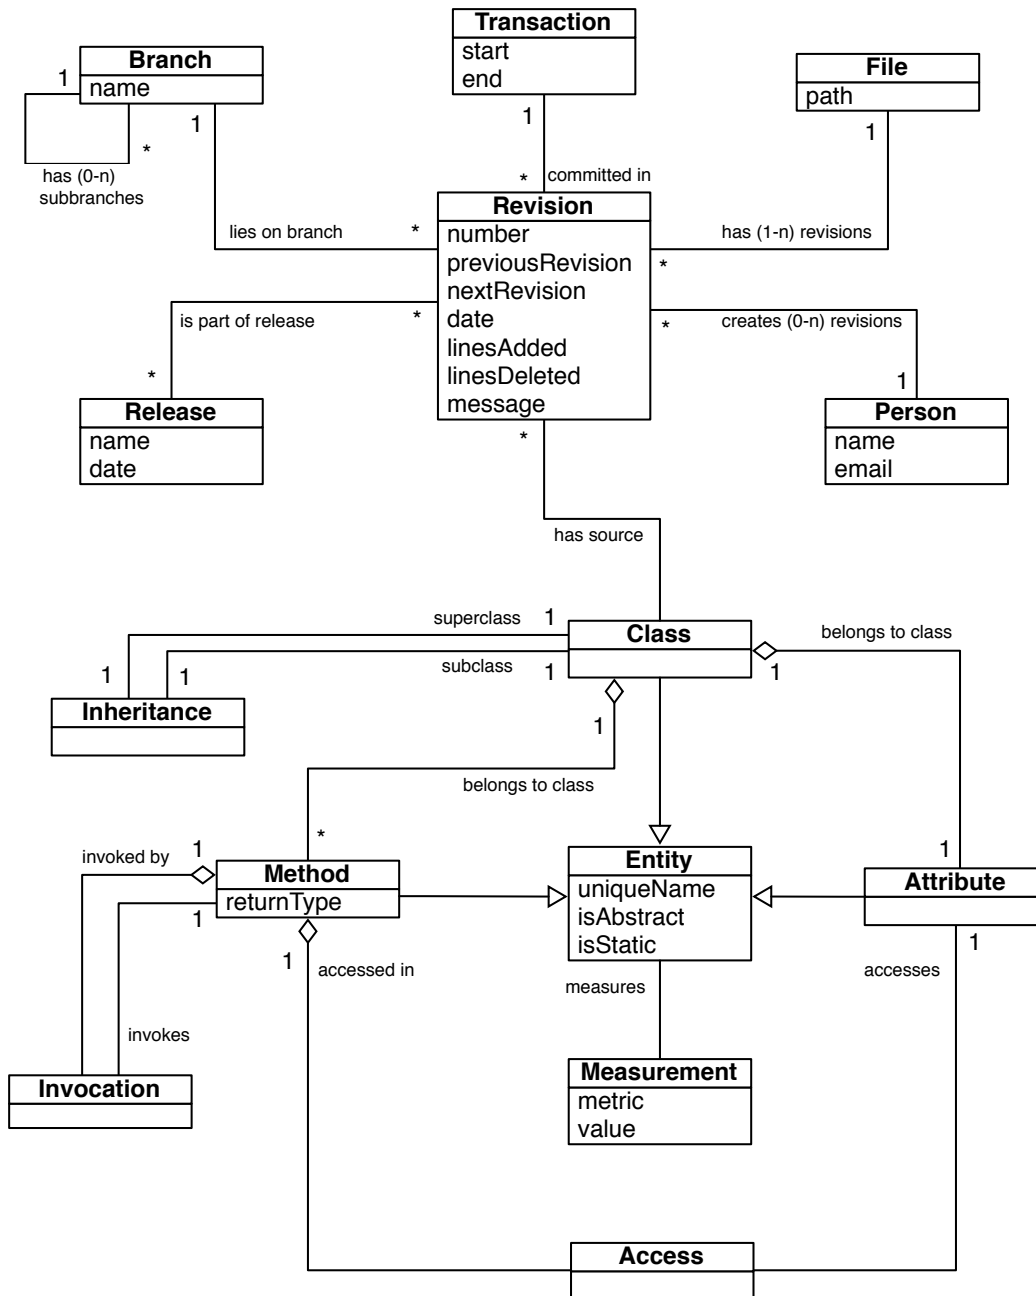 Transaction
start
end
Branch
name
File
path
1
1
1
1
*
has (0-n)
subbranches
*
committed in
Revision
number
previousRevision
nextRevision
date
linesAdded
linesDeleted
message
lies on branch
*
has (1-n) revisions
*
is part of release
*
*
creates (0-n) revisions
*
1
Release
name
date
Person
name
email
*
has source
superclass
1
Class
belongs to class
1
1
subclass
1
1
Inheritance
1
belongs to class
*
invoked by
1
Method
returnType
1
Entity
uniqueName
isAbstract
isStatic
1
Attribute
1
accessed in
1
accesses
measures
invokes
Invocation
Measurement
metric
value
Access